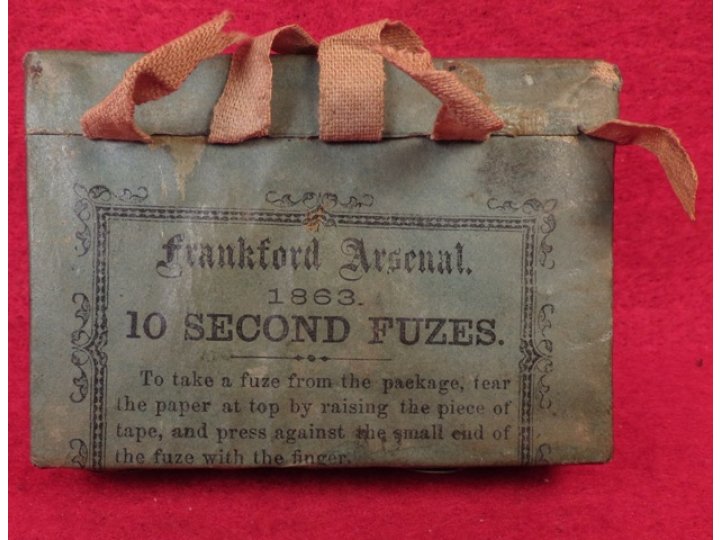 Frankford Arsenal.
1863.
10 SECOND FUZES.
To take a fuze from the package, tear
the paper at top by raising the piece of
tape, and press against the small end of
the fuze with the finger.